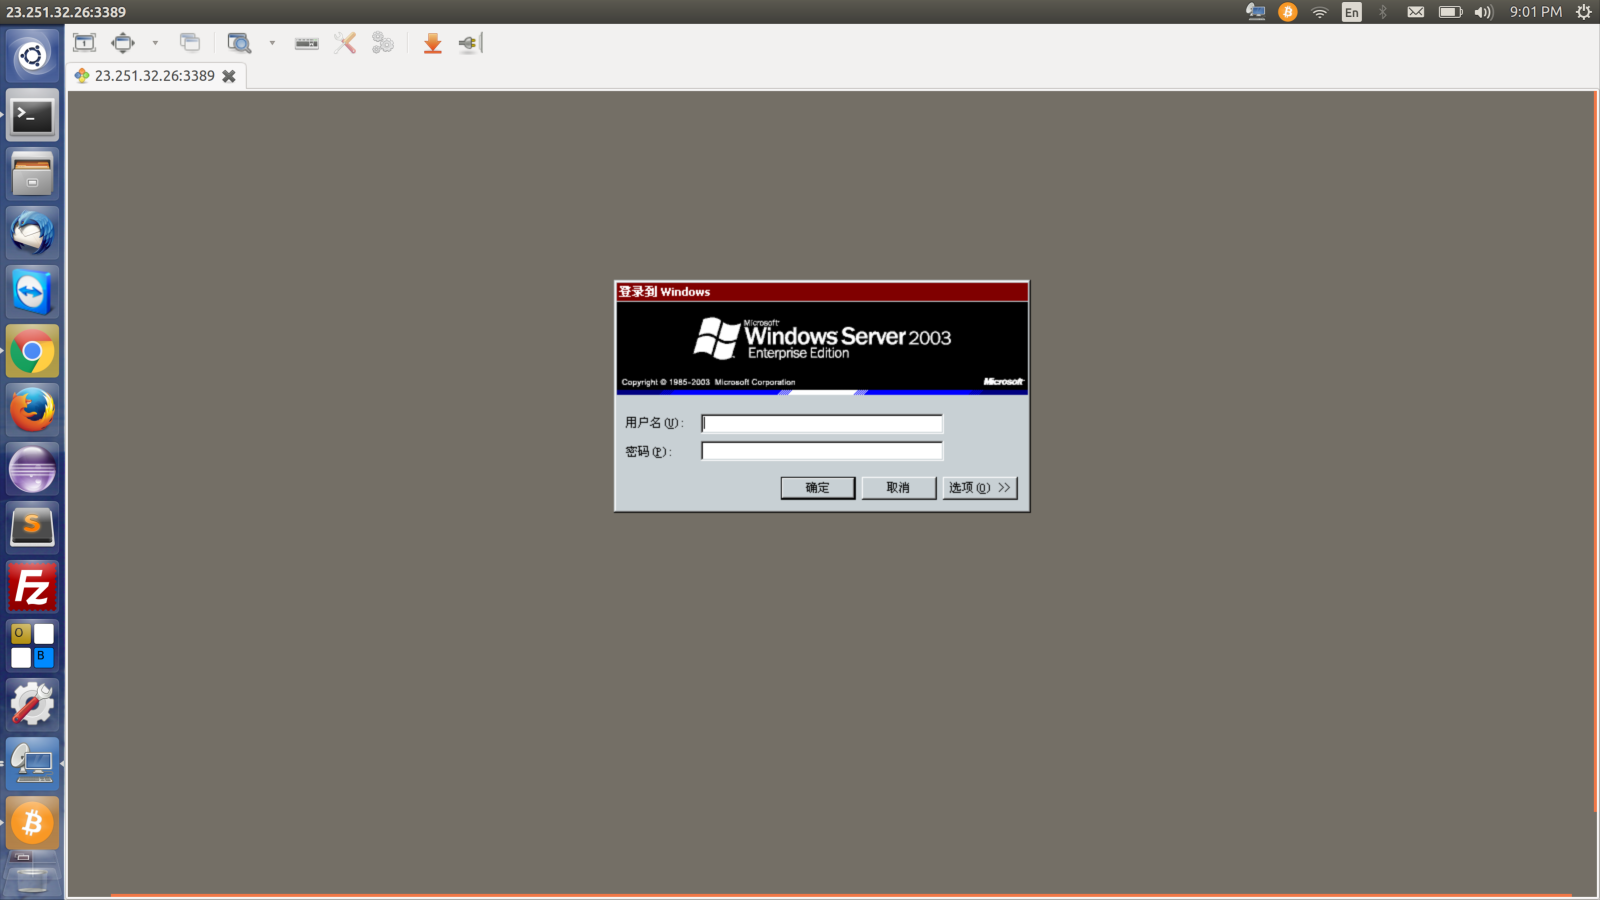 23.251.32.26:3389
En
9:01 PM
23.251.32.26:3389
登录到 Windows
Microsoft
Windows Server 2003
Enterprise Edition
Copyright © 1985-2003 Microsoft Corporation
Microsoft
用户名(U):
密码(P):
确定
取消
选项(O) >>
>_
S
Fz
O
B